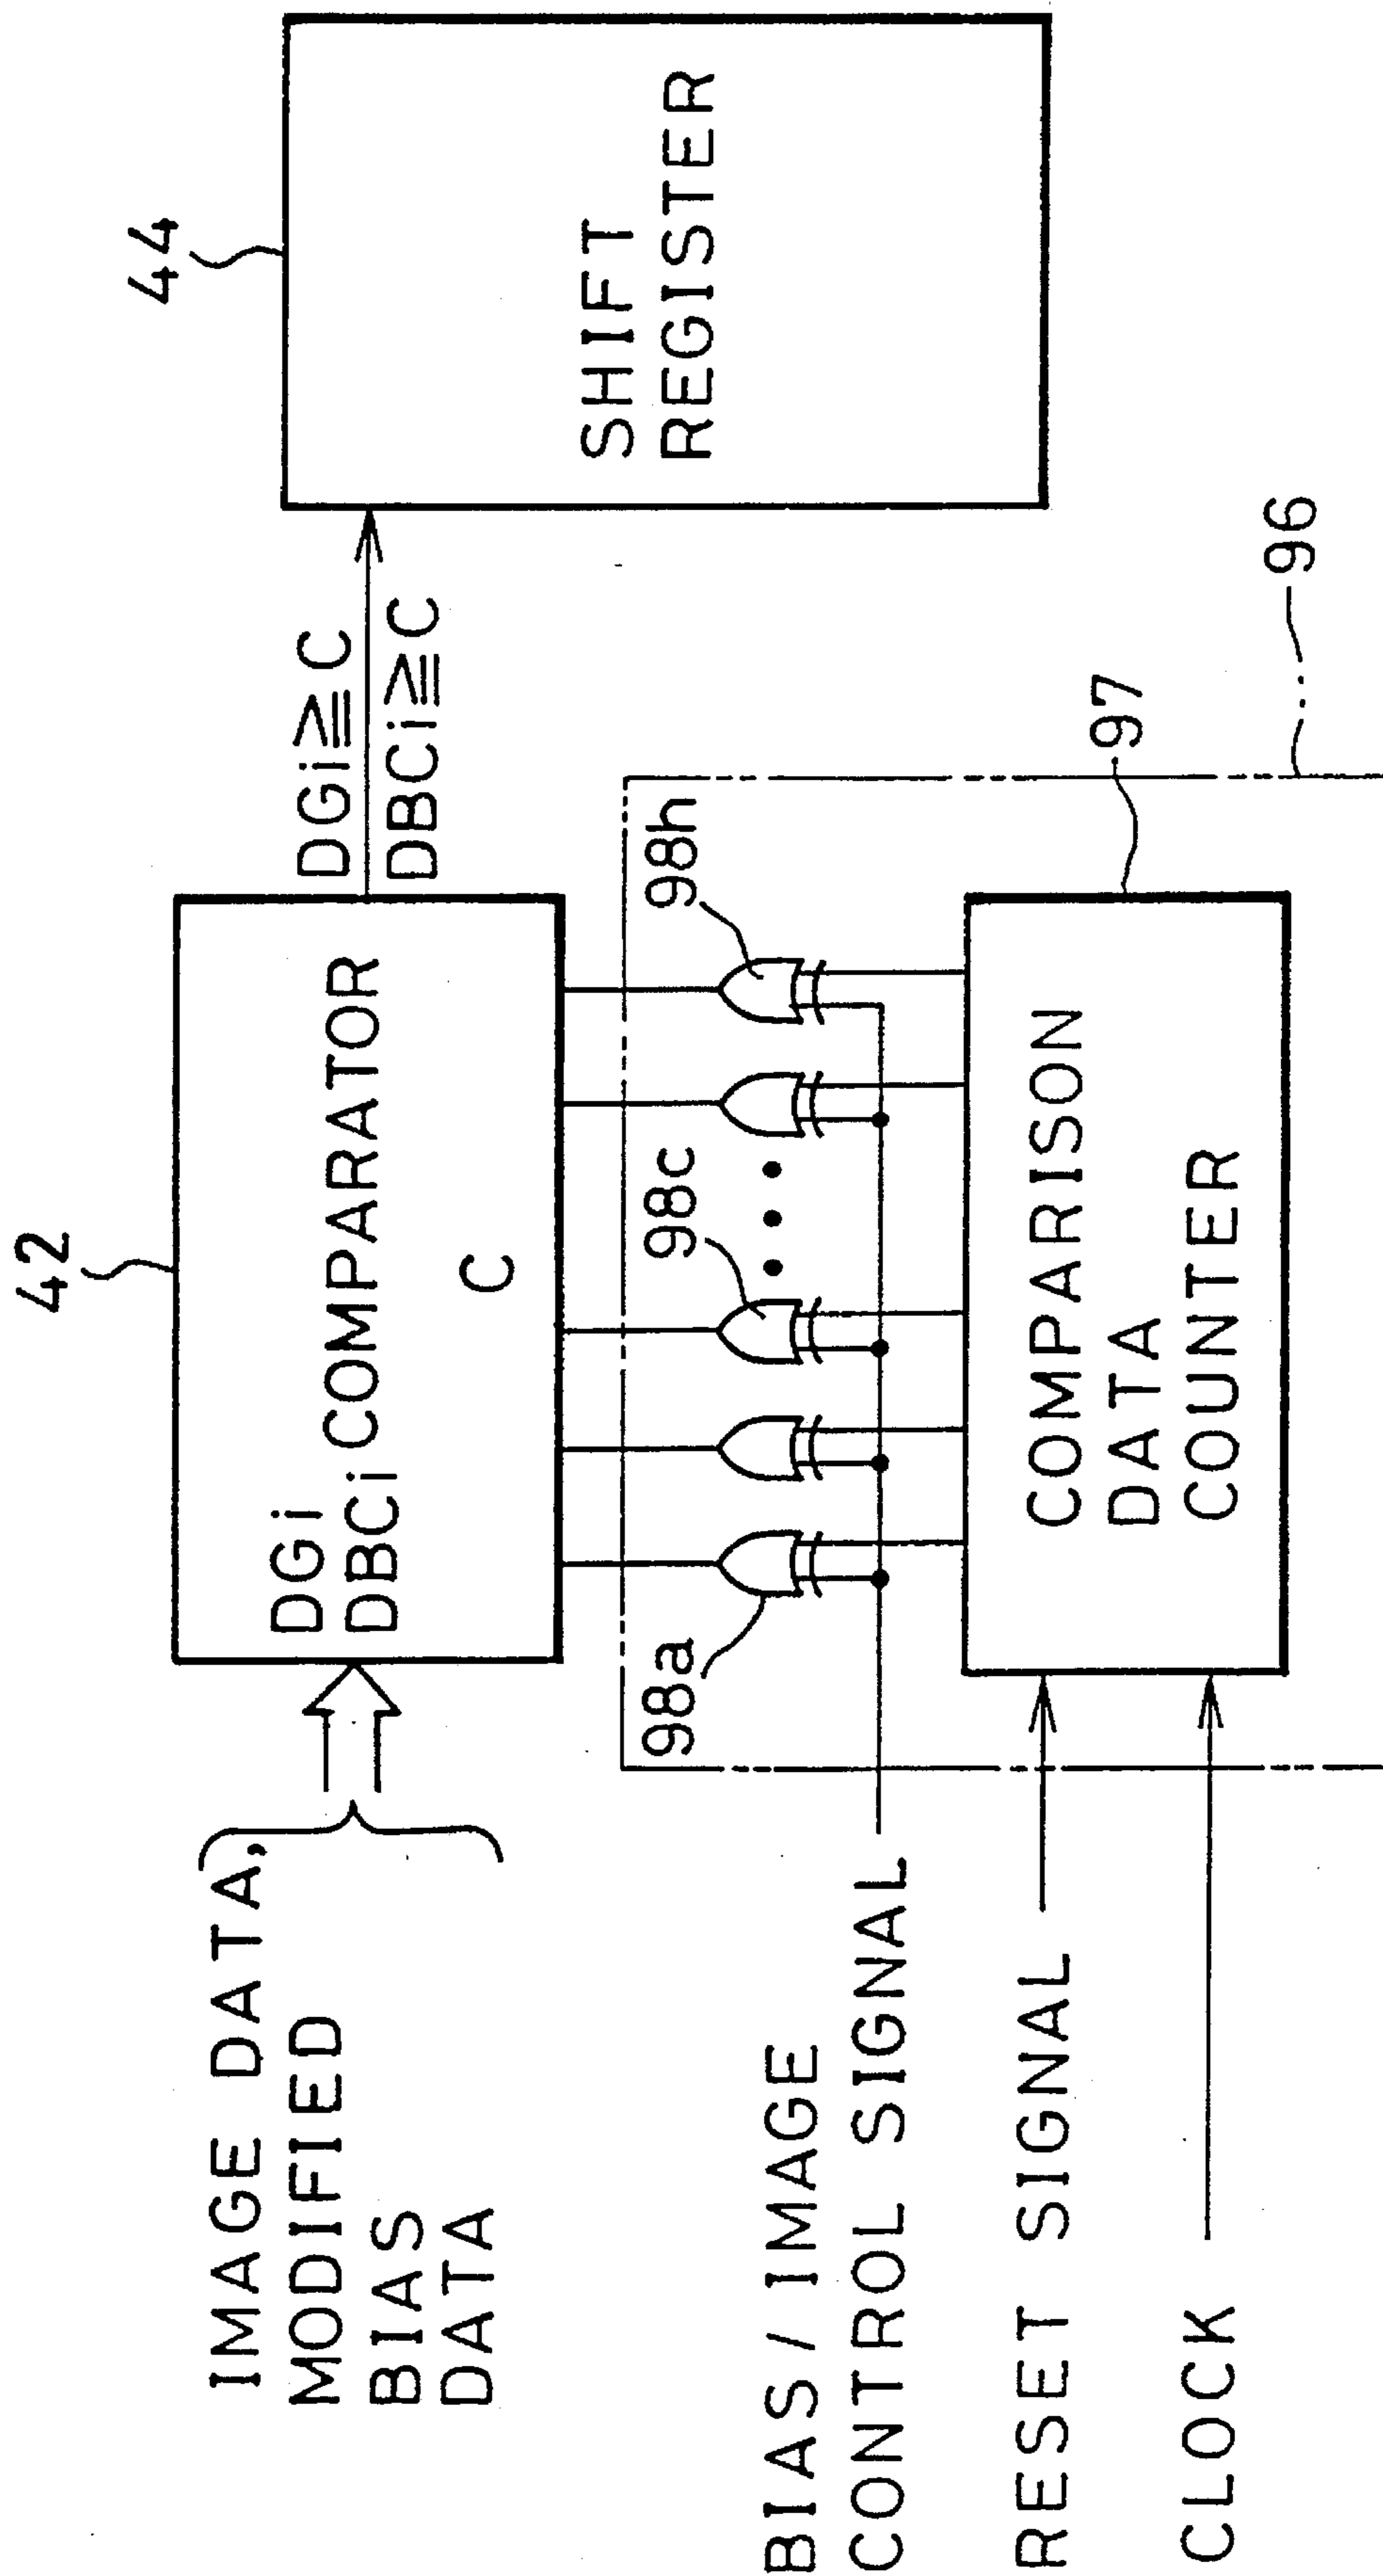 42
44
IMAGE DATA,
MODIFIED
BIAS
DATA
DGi
DBCi COMPARATOR
C
DGi≧C
DBCi≧C
SHIFT
REGISTER
98a
98c
98h
BIAS/IMAGE
CONTROL SIGNAL
RESET SIGNAL
CLOCK
COMPARISON
DATA
COUNTER
97
96